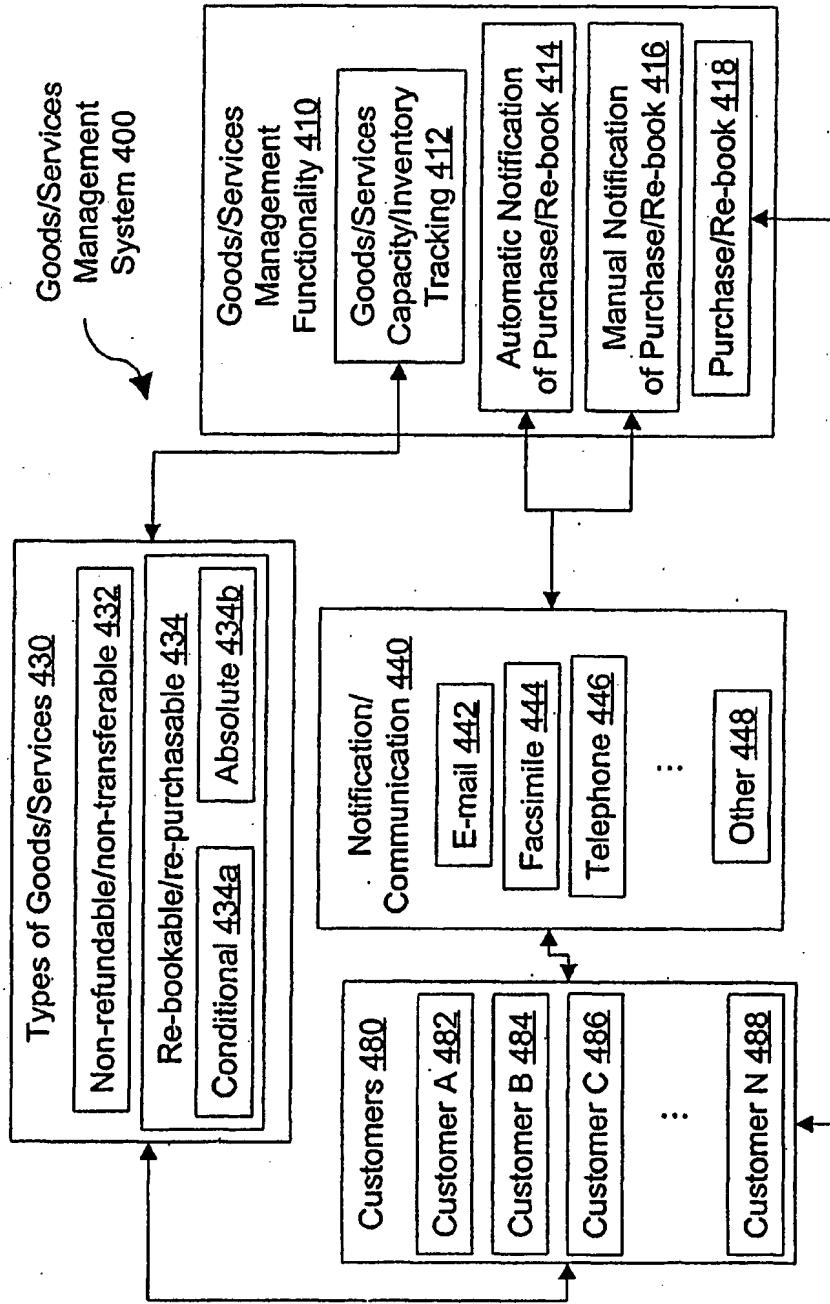 Goods/Services
Management
System 400
Types of Goods/Services 430
Non-refundable/non-transferable 432
Re-bookable/re-purchasable 434
Conditional 434a
Absolute 434b
Goods/Services
Management
Functionality 410
Goods/Services
Capacity/Inventory
Tracking 412
Automatic Notification
of Purchase/Re-book 414
Manual Notification
of Purchase/Re-book 416
Purchase/Re-book 418
Notification/
Communication 440
E-mail 442
Facsimile 444
Telephone 446
...
Other 448
Customers 480
Customer A 482
Customer B 484
Customer C 486
...
Customer N 488